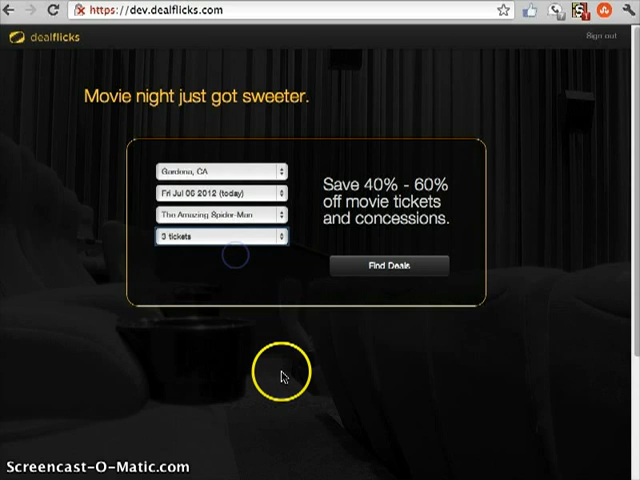 https://dev.dealflicks.com
dealflicks
Sign out
Movie night just got sweeter.
Gardena, CA
Fri Jul 06 2012 (today)
The Amazing Spider-Man
3 tickets
Save 40% - 60%
off movie tickets
and concessions.
Find Deals
Screencast-O-Matic.com